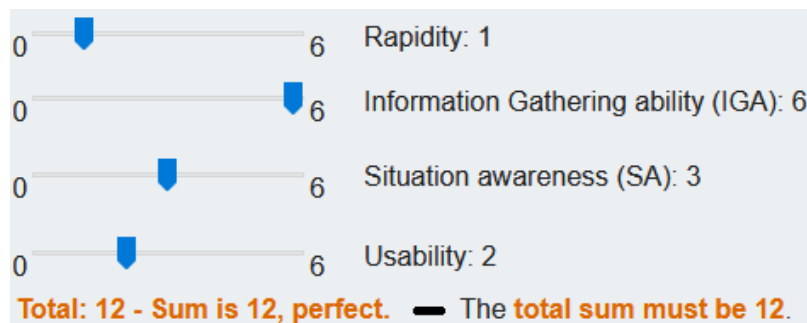 0 6 Rapidity: 1
0 6 Information Gathering ability (IGA): 6
0 6 Situation awareness (SA): 3
0 6 Usability: 2
Total: 12 - Sum is 12, perfect. — The total sum must be 12.